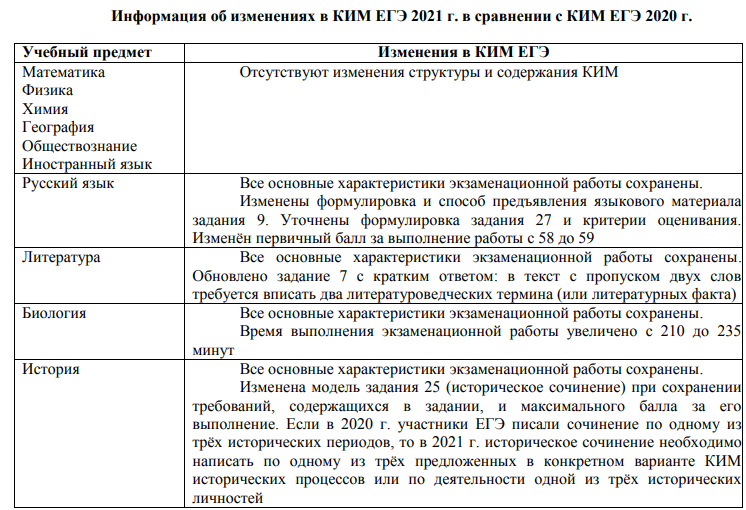 Информация об изменениях в КИМ ЕГЭ 2021 г. в сравнении с КИМ ЕГЭ 2020 г.
Учебный предмет
Изменения в КИМ ЕГЭ
Математика
Физика
Химия
География
Обществознание
Иностранный язык
Отсутствуют изменения структуры и содержания КИМ
Русский язык
Все основные характеристики экзаменационной работы сохранены.
Изменены формулировка и способ предъявления языкового материала
задания 9. Уточнены формулировка задания 27 и критерии оценивания.
Изменён первичный балл за выполнение работы с 58 до 59
Литература
Все основные характеристики экзаменационной работы сохранены.
Обновлено задание 7 с кратким ответом: в текст с пропуском двух слов
требуется вписать два литературоведческих термина (или литературных факта)
Биология
Все основные характеристики экзаменационной работы сохранены.
Время выполнения экзаменационной работы увеличено с 210 до 235
минут
История
Все основные характеристики экзаменационной работы сохранены.
Изменена модель задания 25 (историческое сочинение) при сохранении
требований, содержащихся в задании, и максимального балла за его
выполнение. Если в 2020 г. участники ЕГЭ писали сочинение по одному из
трёх исторических периодов, то в 2021 г. историческое сочинение необходимо
написать по одному из трёх предложенных в конкретном варианте КИМ
исторических процессов или по деятельности одной из трёх исторических
личностей